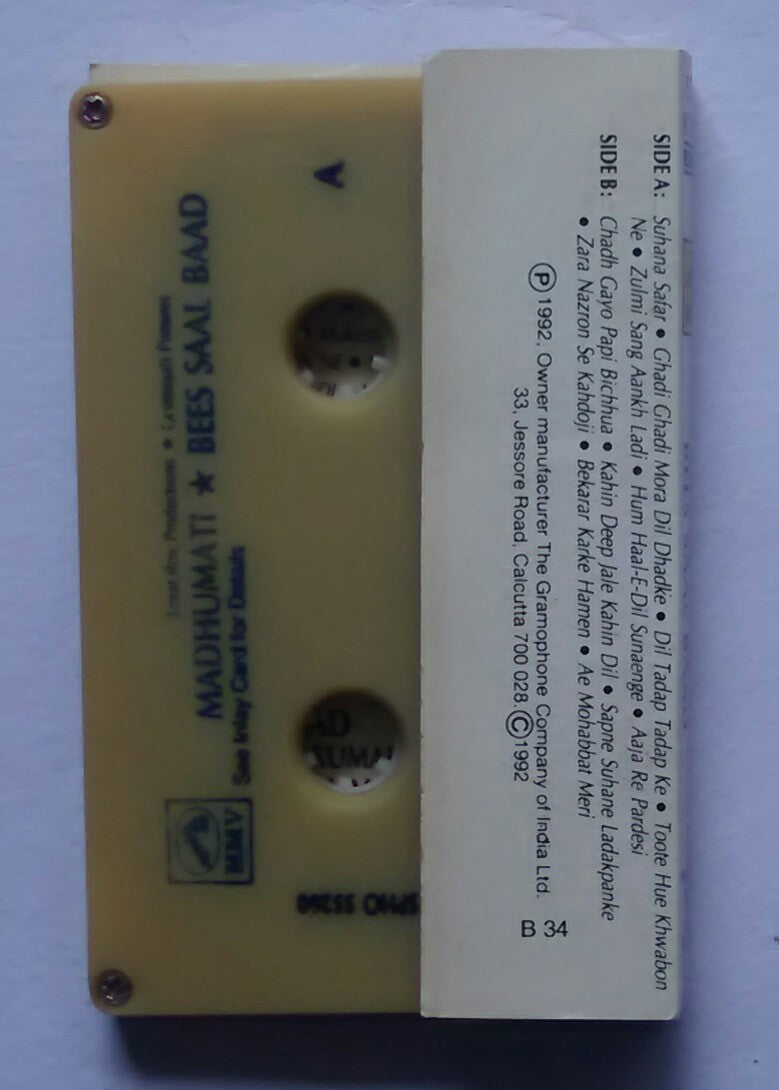 SIDE A: Suhana Safar • Ghadi Ghadi Mora Dil Dhadke • Dil Tadap Tadap Ke • Toote Hue Khwabon
Ne • Zulmi Sang Aankh Ladi • Hum Haal-E-Dil Sunaenge • Aaja Re Pardesi
SIDE B: Chadh Gayo Papi Bichhua • Kahin Deep Jale Kahin Dil • Sapne Suhane Ladakpanke
• Zara Nazron Se Kahdoji • Bekarar Karke Hamen • Ae Mohabbat Meri
Ⓟ1992, Owner manufacturer The Gramophone Company of India Ltd.
33, Jessore Road, Calcutta 700 028. ©1992
B 34
A
MADHUMATI ★ BEES SAAL BAAD
See Inlay Card for Details
HMV